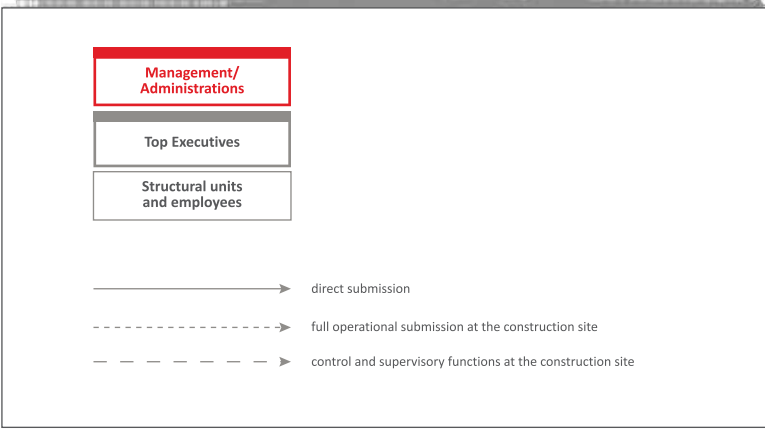 Management/
Administrations
Top Executives
Structural units
and employees
direct submission
full operational submission at the construction site
control and supervisory functions at the construction site